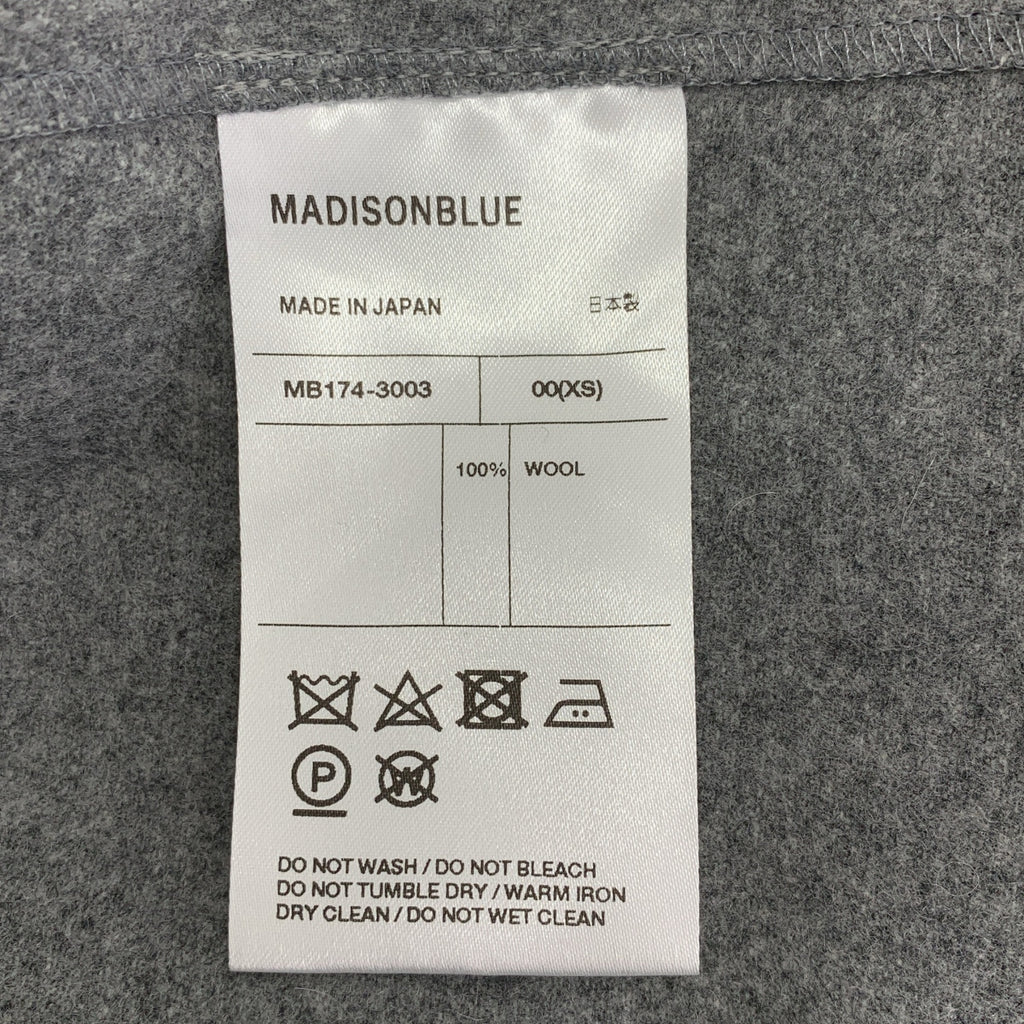 MADISONBLUE
MADE IN JAPAN 日本製
MB174-3003 00(XS)
100% WOOL
P W
DO NOT WASH / DO NOT BLEACH
DO NOT TUMBLE DRY / WARM IRON
DRY CLEAN / DO NOT WET CLEAN